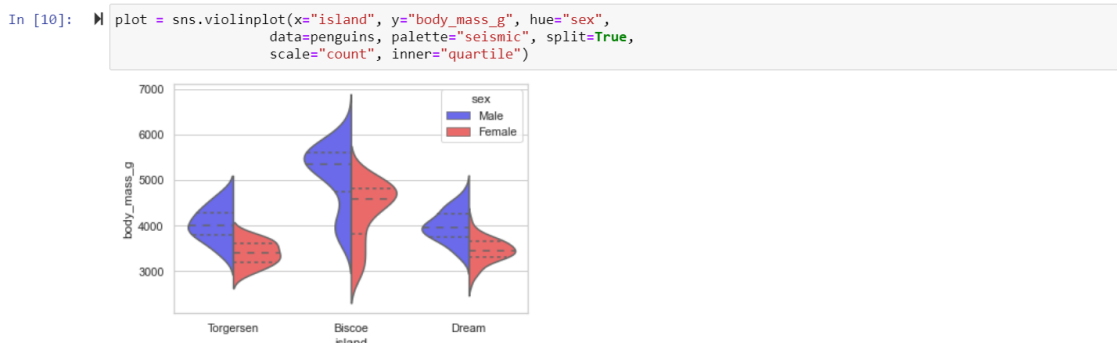 In [10]:
plot = sns.violinplot(x="island", y="body_mass_g", hue="sex",
data=penguins, palette="seismic", split=True,
scale="count", inner="quartile")
7000
6000
5000
4000
3000
body_mass_g
sex
Male
Female
Torgersen
Biscoe
Dream
island